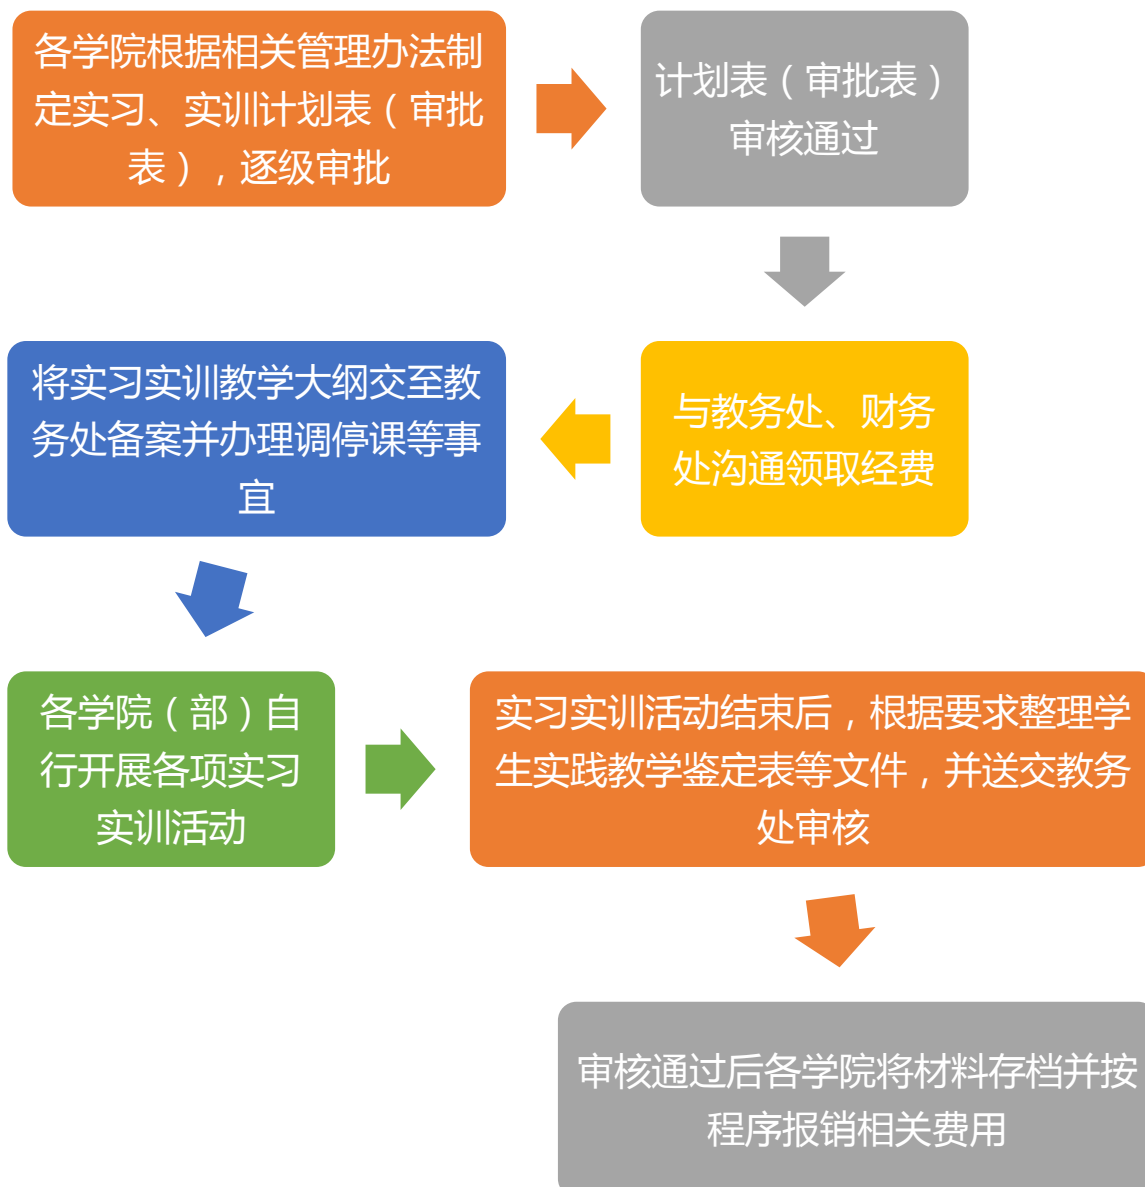 各学院根据相关管理办法制
定实习、实训计划表（审批
表），逐级审批
计划表（审批表）
审核通过
与教务处、财务
处沟通领取经费
将实习实训教学大纲交至教
务处备案并办理调停课等事
宜
各学院（部）自
行开展各项实习
实训活动
实习实训活动结束后，根据要求整理学
生实践教学鉴定表等文件，并送交教务
处审核
审核通过后各学院将材料存档并按
程序报销相关费用